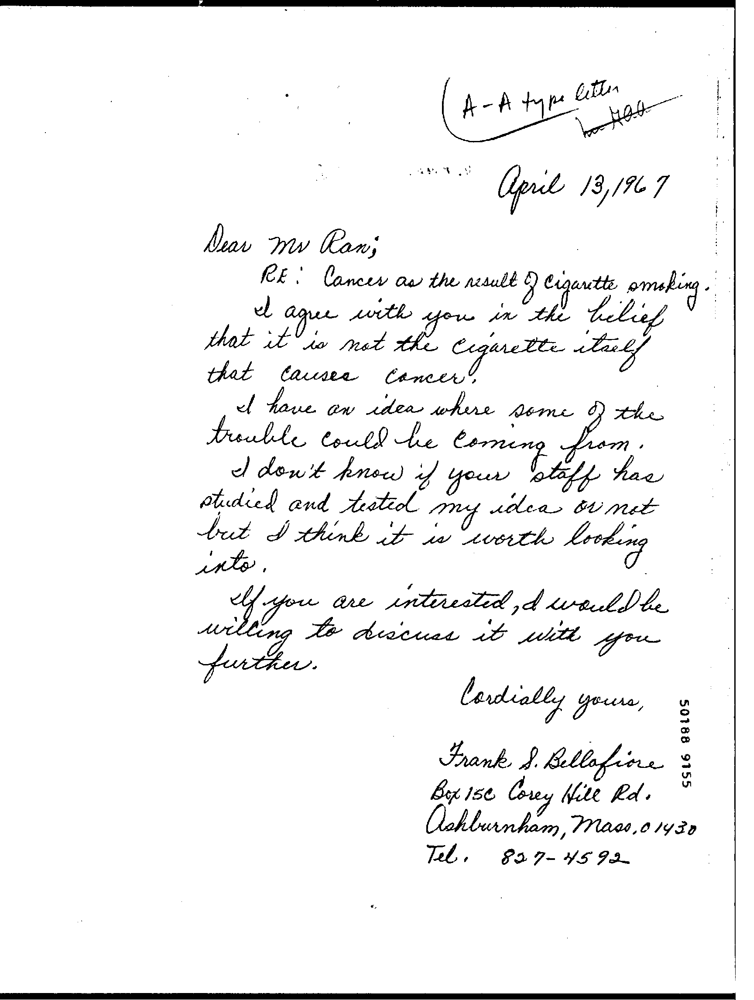 A-A type letter
April 13, 1967
Dear Mr Ran;
RE: Cancer as the result of cigarette smoking.
I agree with you in the belief
that it is not the cigarette itself
that causes cancer.
I have an idea where some of the
trouble could be coming from.
I don't know if your staff has
studied and tested my idea or not
but I think it is worth looking
into.
If you are interested, I would be
willing to discuss it with you
further.
Cordially yours,
Frank S. Bellafiore
Box 15C Corey Hill Rd.
Ashburnham, Mass. 01430
Tel. 827-4592
50188 9155